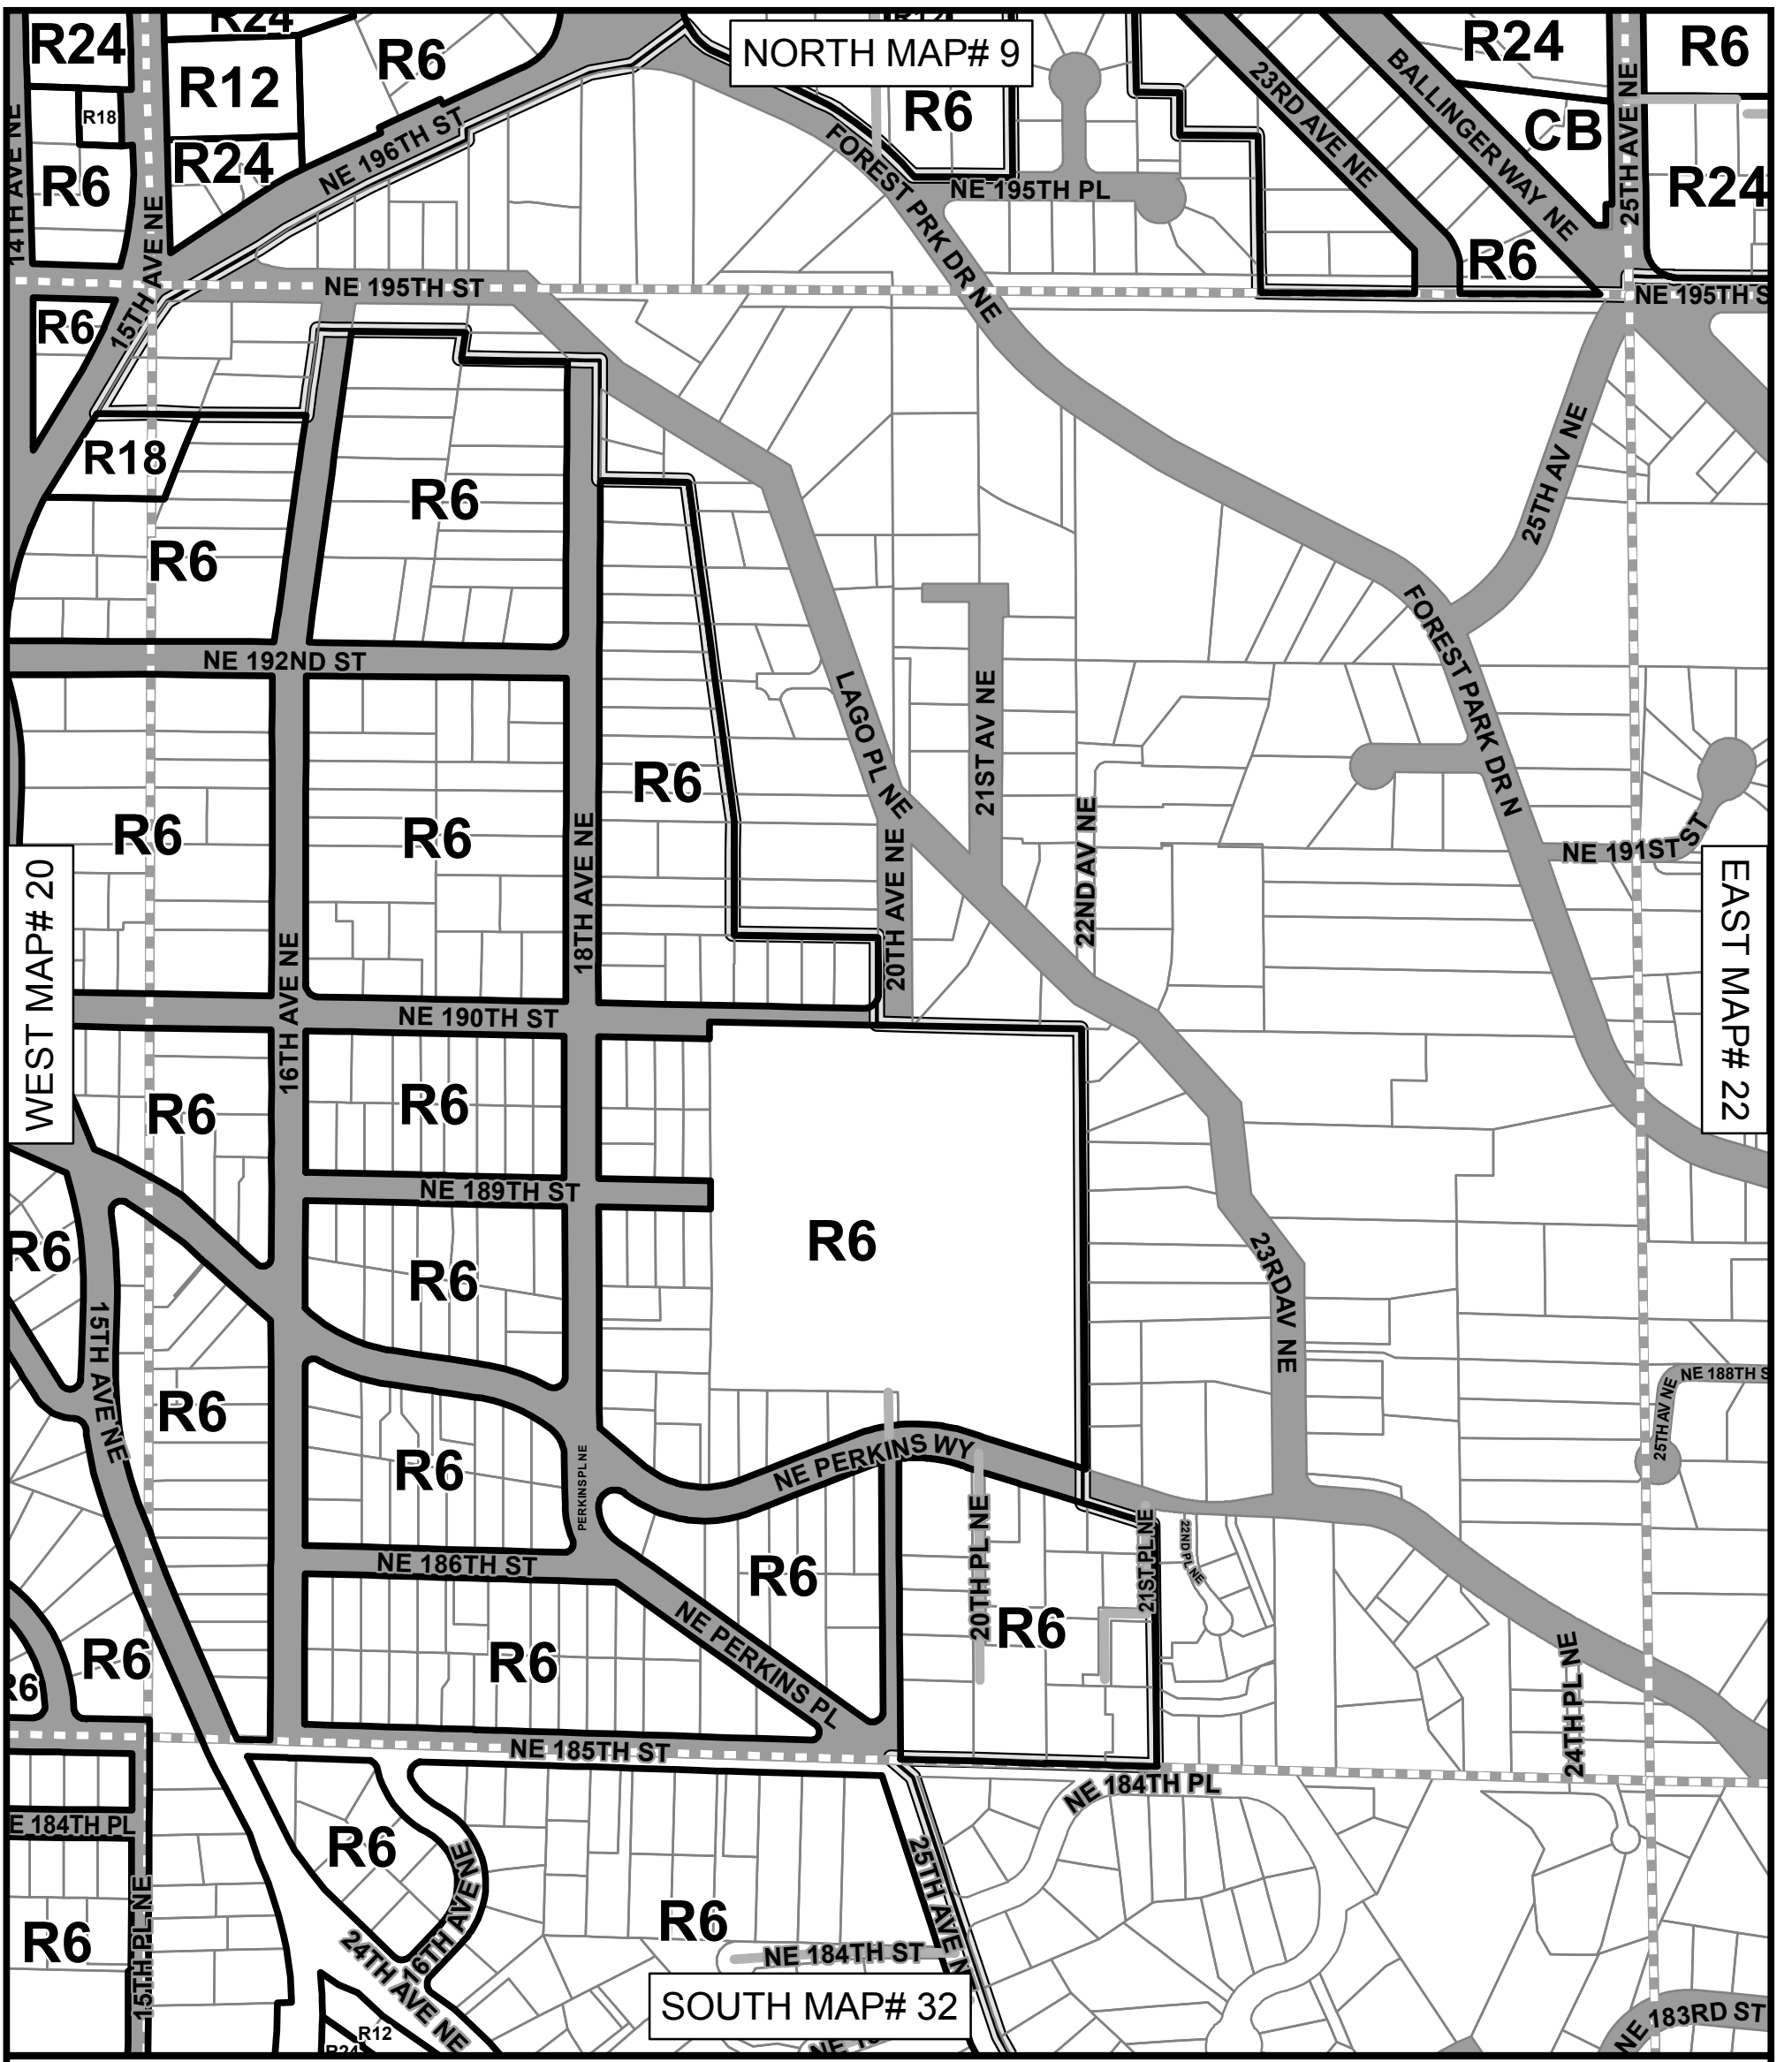 R24
R24
R6
R12
NORTH MAP# 9
R24
R6
R12
R18
R6
23RD AVE NE
BALLINGER WAY NE
CB
25TH AVE NE
14TH AVE NE
R24
R6
NE 196TH ST
FOREST PRK DR NE
NE 195TH PL
R24
15TH AVE NE
R6
NE 195TH ST
NE 195TH S
R6
R18
R6
R6
25TH AV NE
FOREST PARK DR N
NE 192ND ST
LAGO PL NE
21ST AV NE
R6
R6
R6
18TH AVE NE
20TH AVE NE
22ND AV NE
NE 191ST ST
WEST MAP# 20
EAST MAP# 22
16TH AVE NE
NE 190TH ST
R6
R6
NE 189TH ST
R6
R6
R6
23RDAV NE
15TH AVE NE
R6
NE 188TH S
25TH AV NE
R6
PERKINSPLNE
NE PERKINS WY
NE 186TH ST
R6
20TH PL NE
21ST PL NE
22ND PL NE
R6
NE PERKINS PL
R6
R6
R6
24TH PL NE
NE 185TH ST
NE 184TH PL
E 184TH PL
R6
16TH AVE NE
25TH AVE N
R6
R6
15TH PL NE
24TH AVE NE
NE 184TH ST
SOUTH MAP# 32
R12
R24
NE 183RD ST